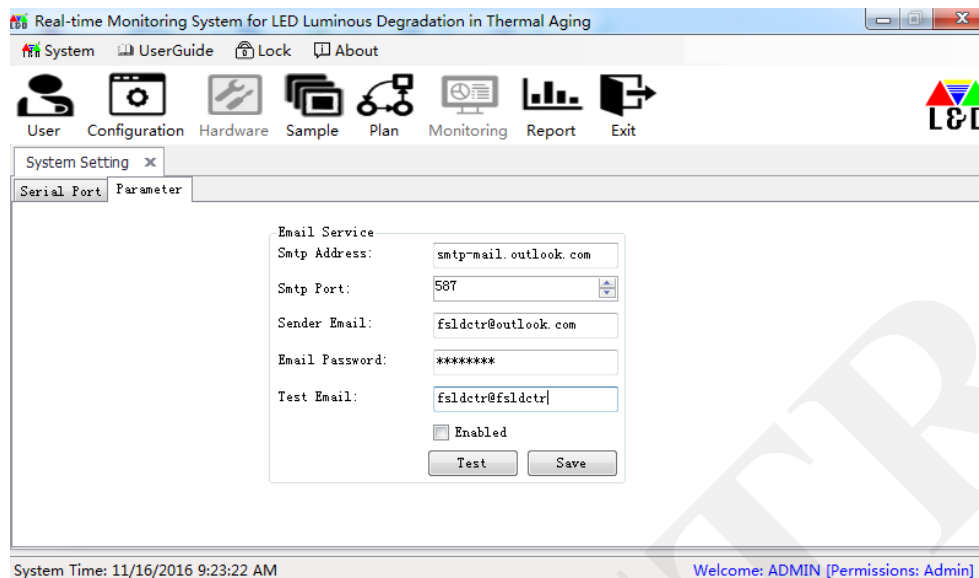 Real-time Monitoring System for LED Luminous Degradation in Thermal Aging
System UserGuide Lock About
User Configuration Hardware Sample Plan Monitoring Report Exit
L&D
System Setting
Serial Port Parameter
Email Service
Smtp Address: smtp-mail.outlook.com
Smtp Port: 587
Sender Email: fsldctr@outlook.com
Email Password: ********
Test Email: fsldctr@fsldctr
Enabled
Test Save
System Time: 11/16/2016 9:23:22 AM Welcome: ADMIN [Permissions: Admin]
TR